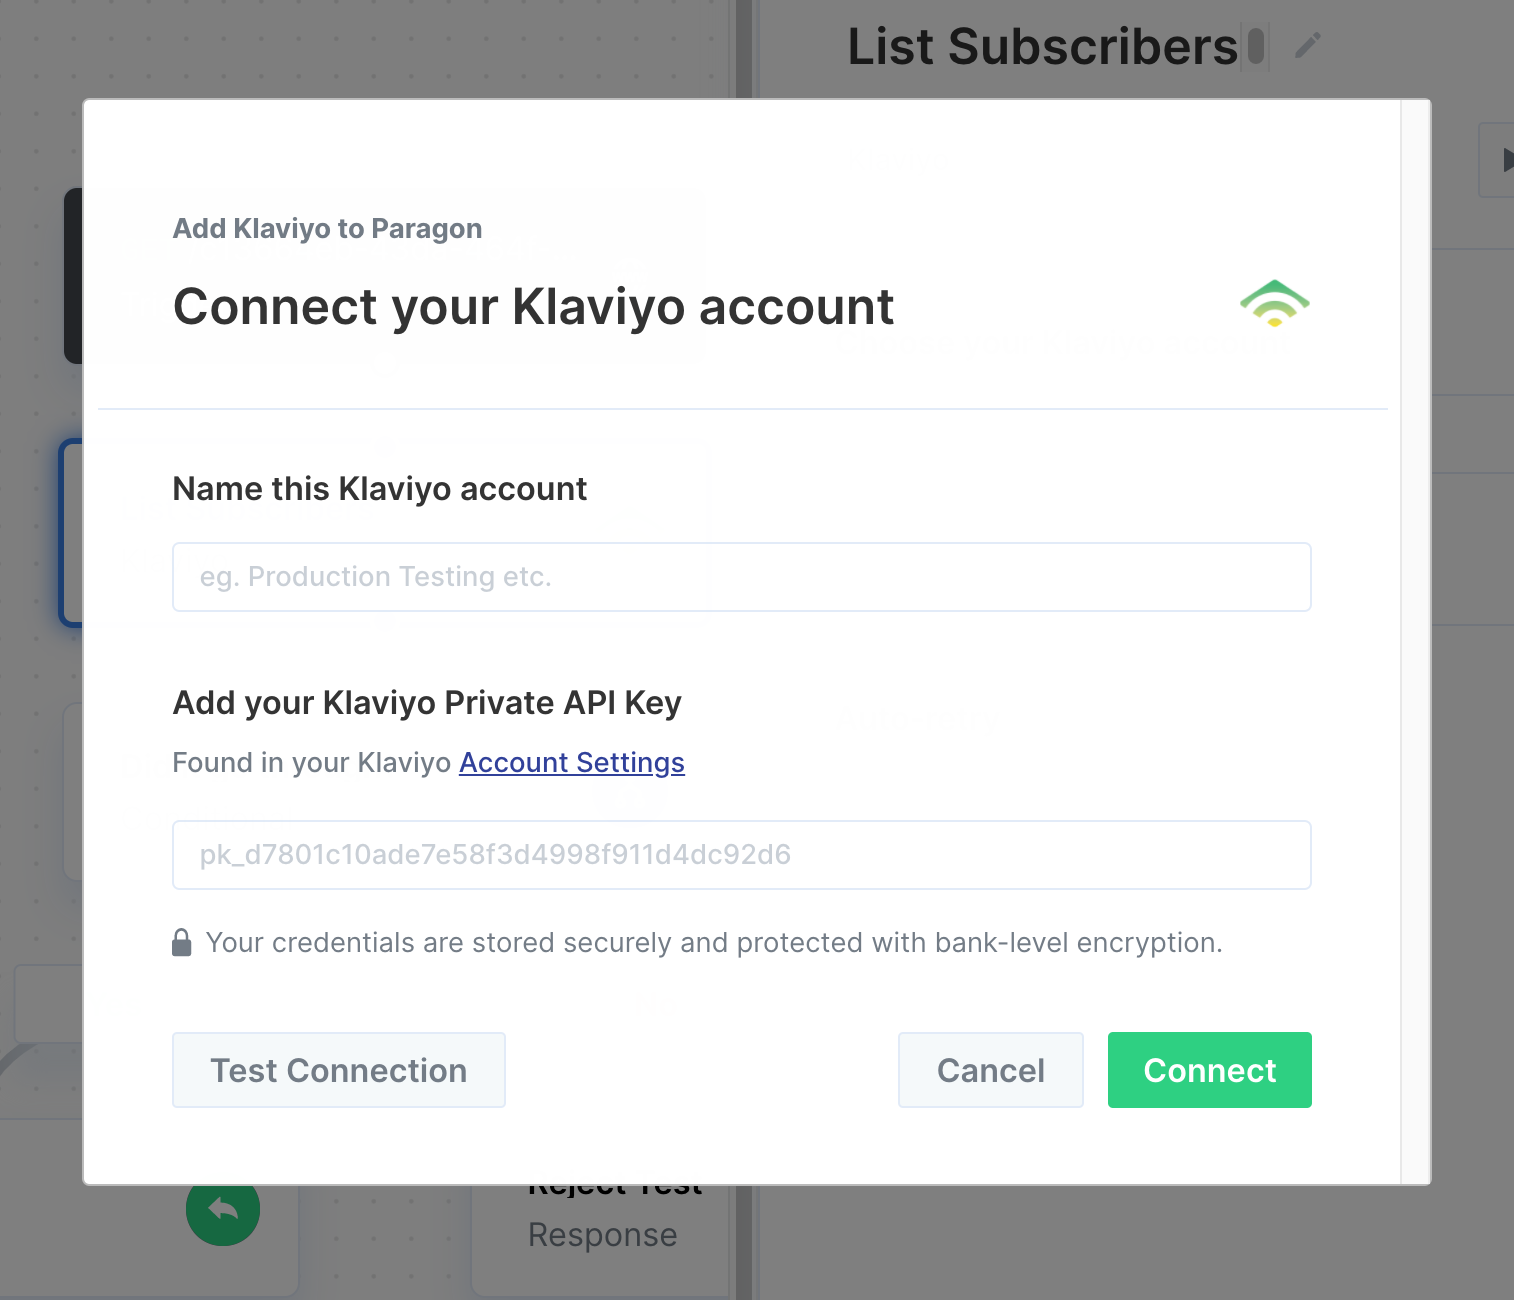 List Subscribers
Add Klaviyo to Paragon
Connect your Klaviyo account
Name this Klaviyo account
eg. Production Testing etc.
Add your Klaviyo Private API Key
Found in your Klaviyo Account Settings
pk_d7801c10ade7e58f3d4998f911d4dc92d6
Your credentials are stored securely and protected with bank-level encryption.
Test Connection
Cancel
Connect
Reject Test
Response